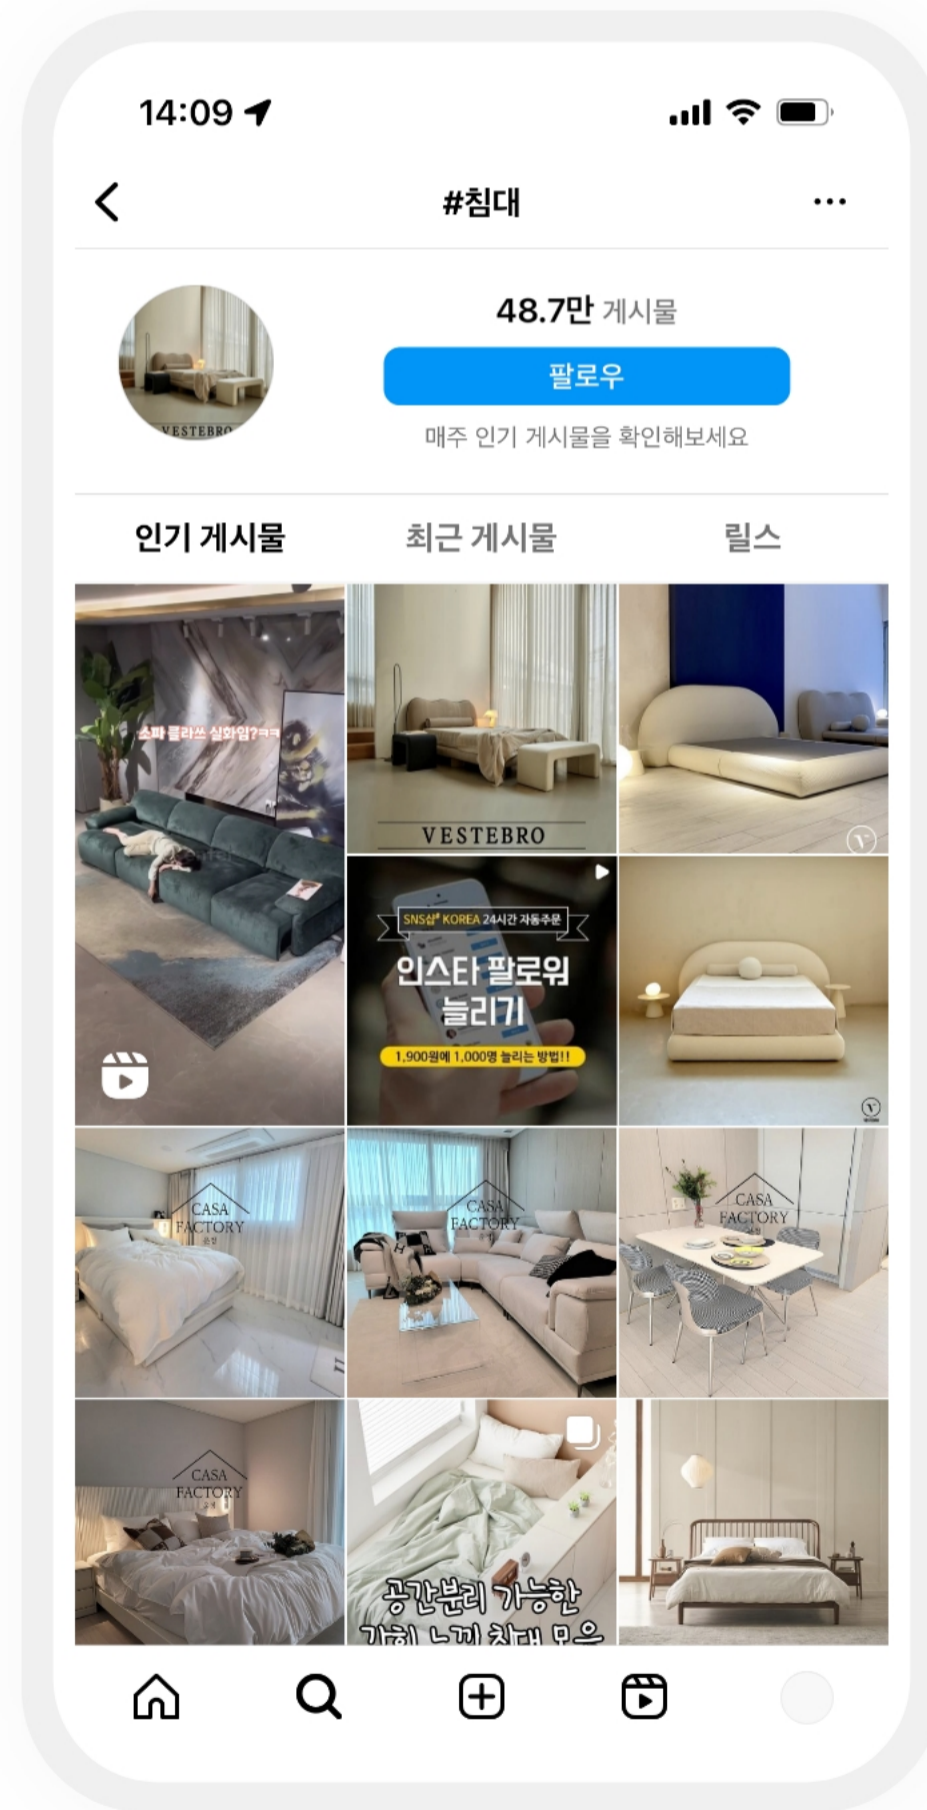 14:09
#침대
48.7만 게시물
팔로우
매주 인기 게시물을 확인해보세요
인기 게시물
최근 게시물
릴스
소파 클라쓰 실화임?ㅋㅋ
VESTEBRO
VESTEBRO
SNS샵# KOREA 24시간 자동주문
인스타 팔로워
늘리기
1,900원에 1,000명 늘리는 방법!!
CASA
FACTORY
CASA
FACTORY
CASA
FACTORY
CASA
FACTORY
공간분리 가능한